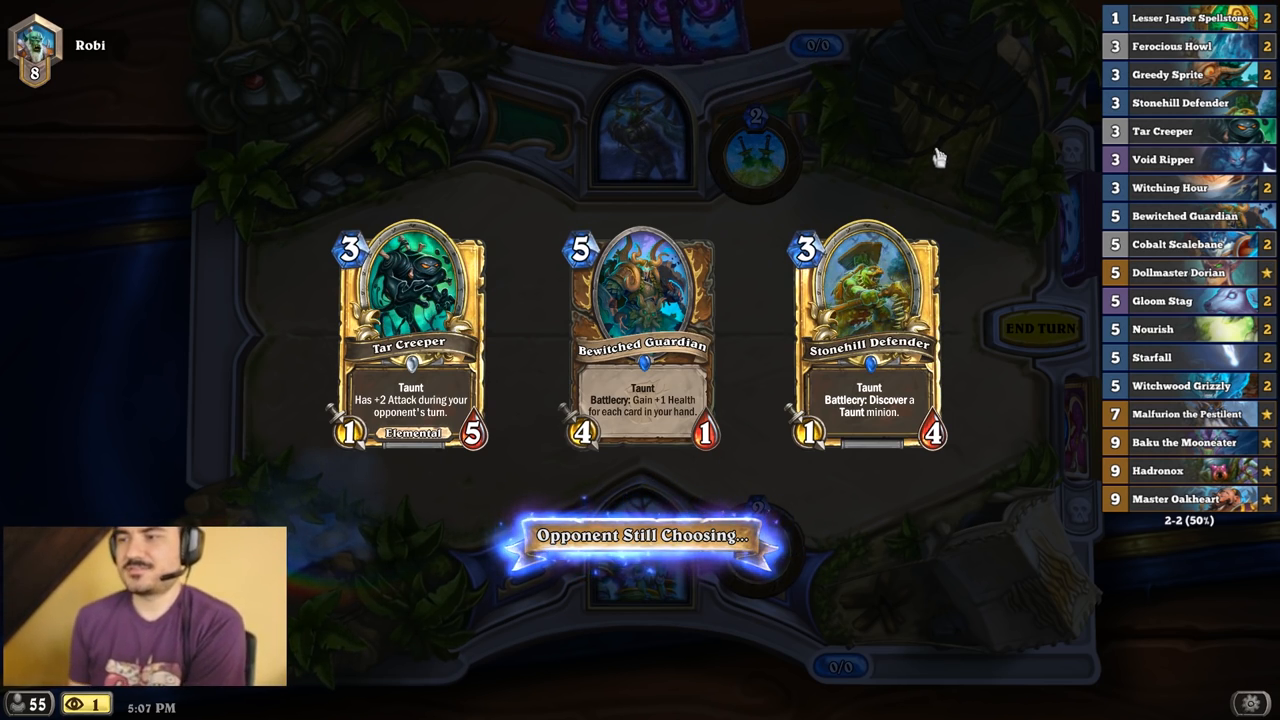 Robi
8
0/0
2
3
Tar Creeper
Taunt
Has +2 Attack during your
opponent's turn.
1
Elemental
5
5
Bewitched Guardian
Taunt
Battlecry: Gain +1 Health
for each card in your hand.
4
1
3
Stonehill Defender
Taunt
Battlecry: Discover a
Taunt minion.
1
4
END TURN
Opponent Still Choosing...
2
0/0
1 Lesser Jasper Spellstone 2
3 Ferocious Howl 2
3 Greedy Sprite 2
3 Stonehill Defender
3 Tar Creeper
3 Void Ripper
3 Witching Hour 2
5 Bewitched Guardian
5 Cobalt Scalebane 2
5 Dollmaster Dorian
5 Gloom Stag 2
5 Nourish 2
5 Starfall 2
5 Witchwood Grizzly 2
7 Malfurion the Pestilent
9 Baku the Mooneater
9 Hadronox
9 Master Oakheart
2-2 (50%)
55
1
5:07 PM